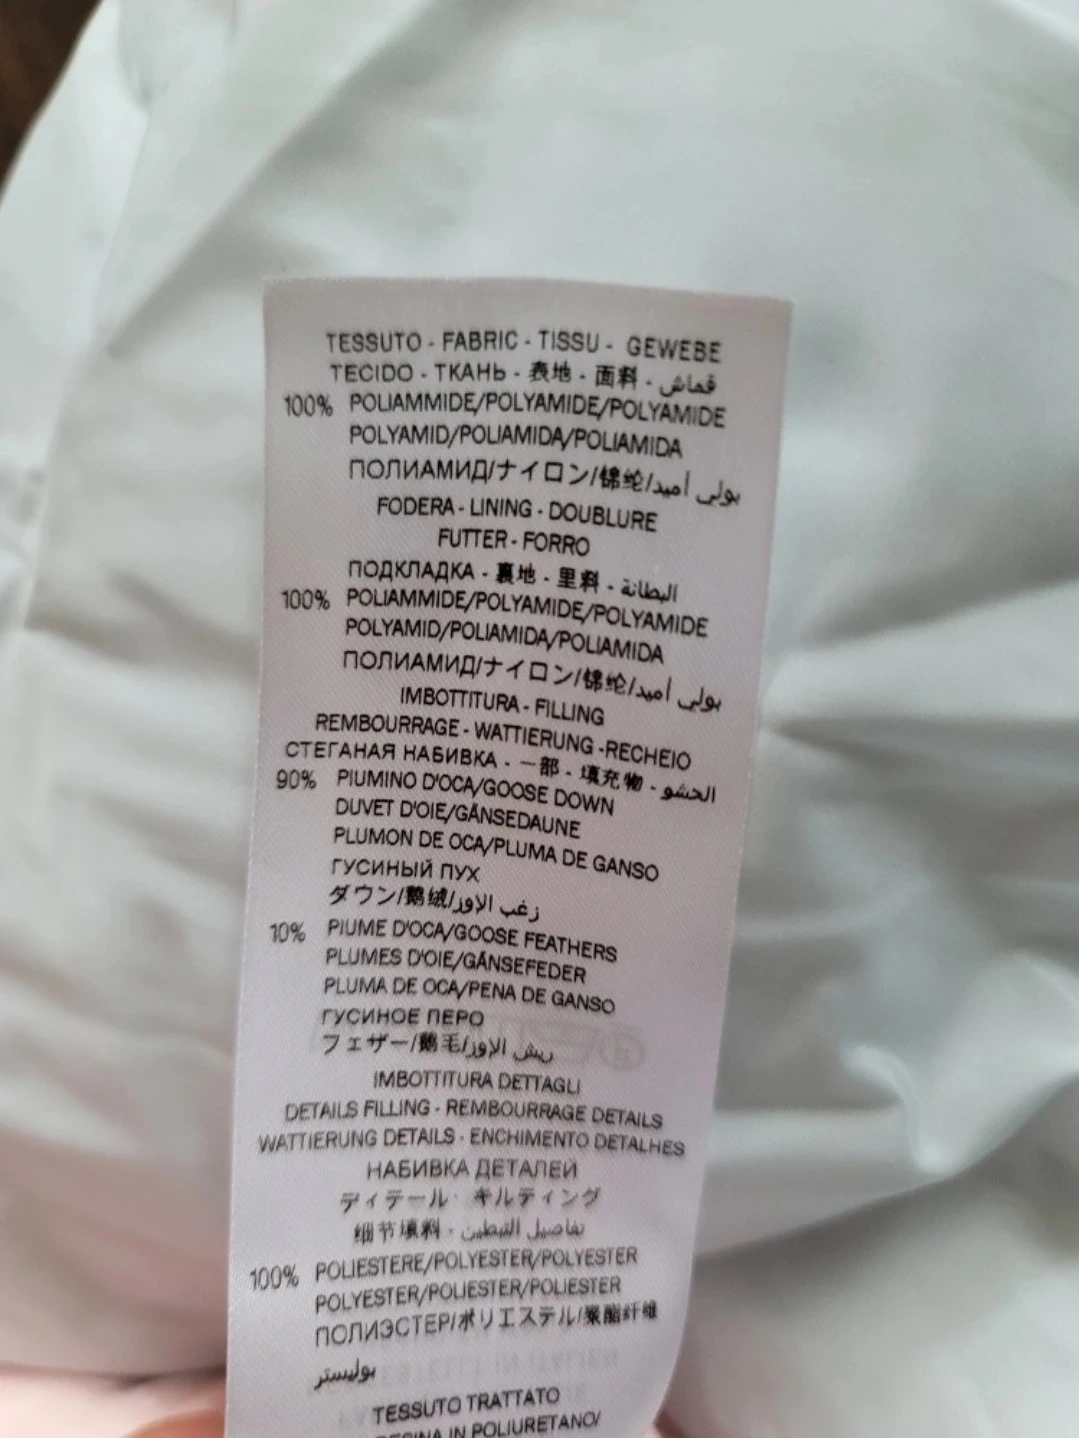 TESSUTO - FABRIC - TISSU - GEWEBE
TECIDO - ТКАНЬ - 表地 - 面料 - قماش
100% POLIAMMIDE/POLYAMIDE/POLYAMIDE
POLYAMID/POLIAMIDA/POLIAMIDA
ПОЛИАМИД/ナイロン/锦纶/بولي أميد
FODERA - LINING - DOUBLURE
FUTTER - FORRO
ПОДКЛАДКА - 裏地 - 里料 - البطانة
100% POLIAMMIDE/POLYAMIDE/POLYAMIDE
POLYAMID/POLIAMIDA/POLIAMIDA
ПОЛИАМИД/ナイロン/锦纶/بولي أميد
IMBOTTITURA - FILLING
REMBOURRAGE - WATTIERUNG -RECHEIO
СТЕГАНАЯ НАБИВКА - 一部 - 填充物 - الحشو
90% PIUMINO D'OCA/GOOSE DOWN
DUVET D'OIE/GÄNSEDAUNE
PLUMON DE OCA/PLUMA DE GANSO
ГУСИНЫЙ ПУХ
ダウン/鹅绒/زغب الإوز
10% PIUME D'OCA/GOOSE FEATHERS
PLUMES D'OIE/GÄNSEFEDER
PLUMA DE OCA/PENA DE GANSO
ГУСИНОЕ ПЕРО
フェザー/鹅毛/ريش الإوز
IMBOTTITURA DETTAGLI
DETAILS FILLING - REMBOURRAGE DETAILS
WATTIERUNG DETAILS - ENCHIMENTO DETALHES
НАБИВКА ДЕТАЛЕЙ
ディテール キルティング
细节填料 - تفاصيل التبطين
100% POLIESTERE/POLYESTER/POLYESTER
POLYESTER/POLIESTER/POLIESTER
ПОЛИЭСТЕР/ポリエステル/聚酯纤维
بوليستر
TESSUTO TRATTATO
RESINA IN POLIURETANO/